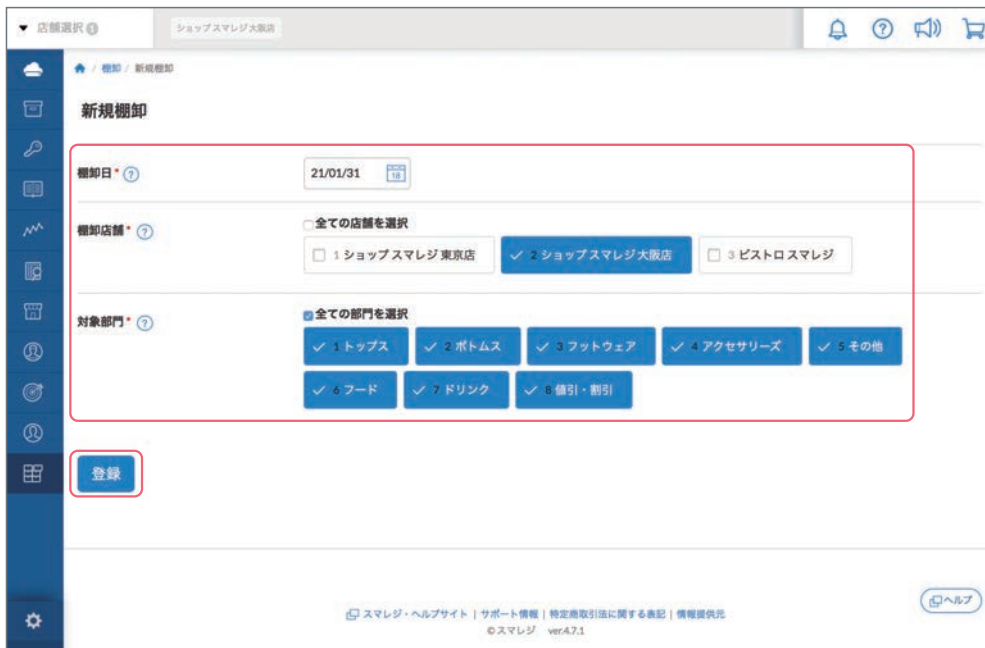 ▼ 店舗選択 1 ショップスマレジ大阪店
/ 棚卸 / 新規棚卸
新規棚卸
棚卸日* ? 21/01/31 18
全ての店舗を選択
棚卸店舗* ?
1 ショップスマレジ東京店 ✓ 2 ショップスマレジ大阪店 3 ビストロスマレジ
全ての部門を選択
対象部門* ?
✓ 1 トップス ✓ 2 ボトムス ✓ 3 フットウェア ✓ 4 アクセサリーズ ✓ 5 その他
✓ 6 フード ✓ 7 ドリンク ✓ 8 値引・割引
登録
ヘルプ
スマレジ・ヘルプサイト | サポート情報 | 特定商取引法に関する表記 | 情報提供元
©スマレジ ver.4.7.1